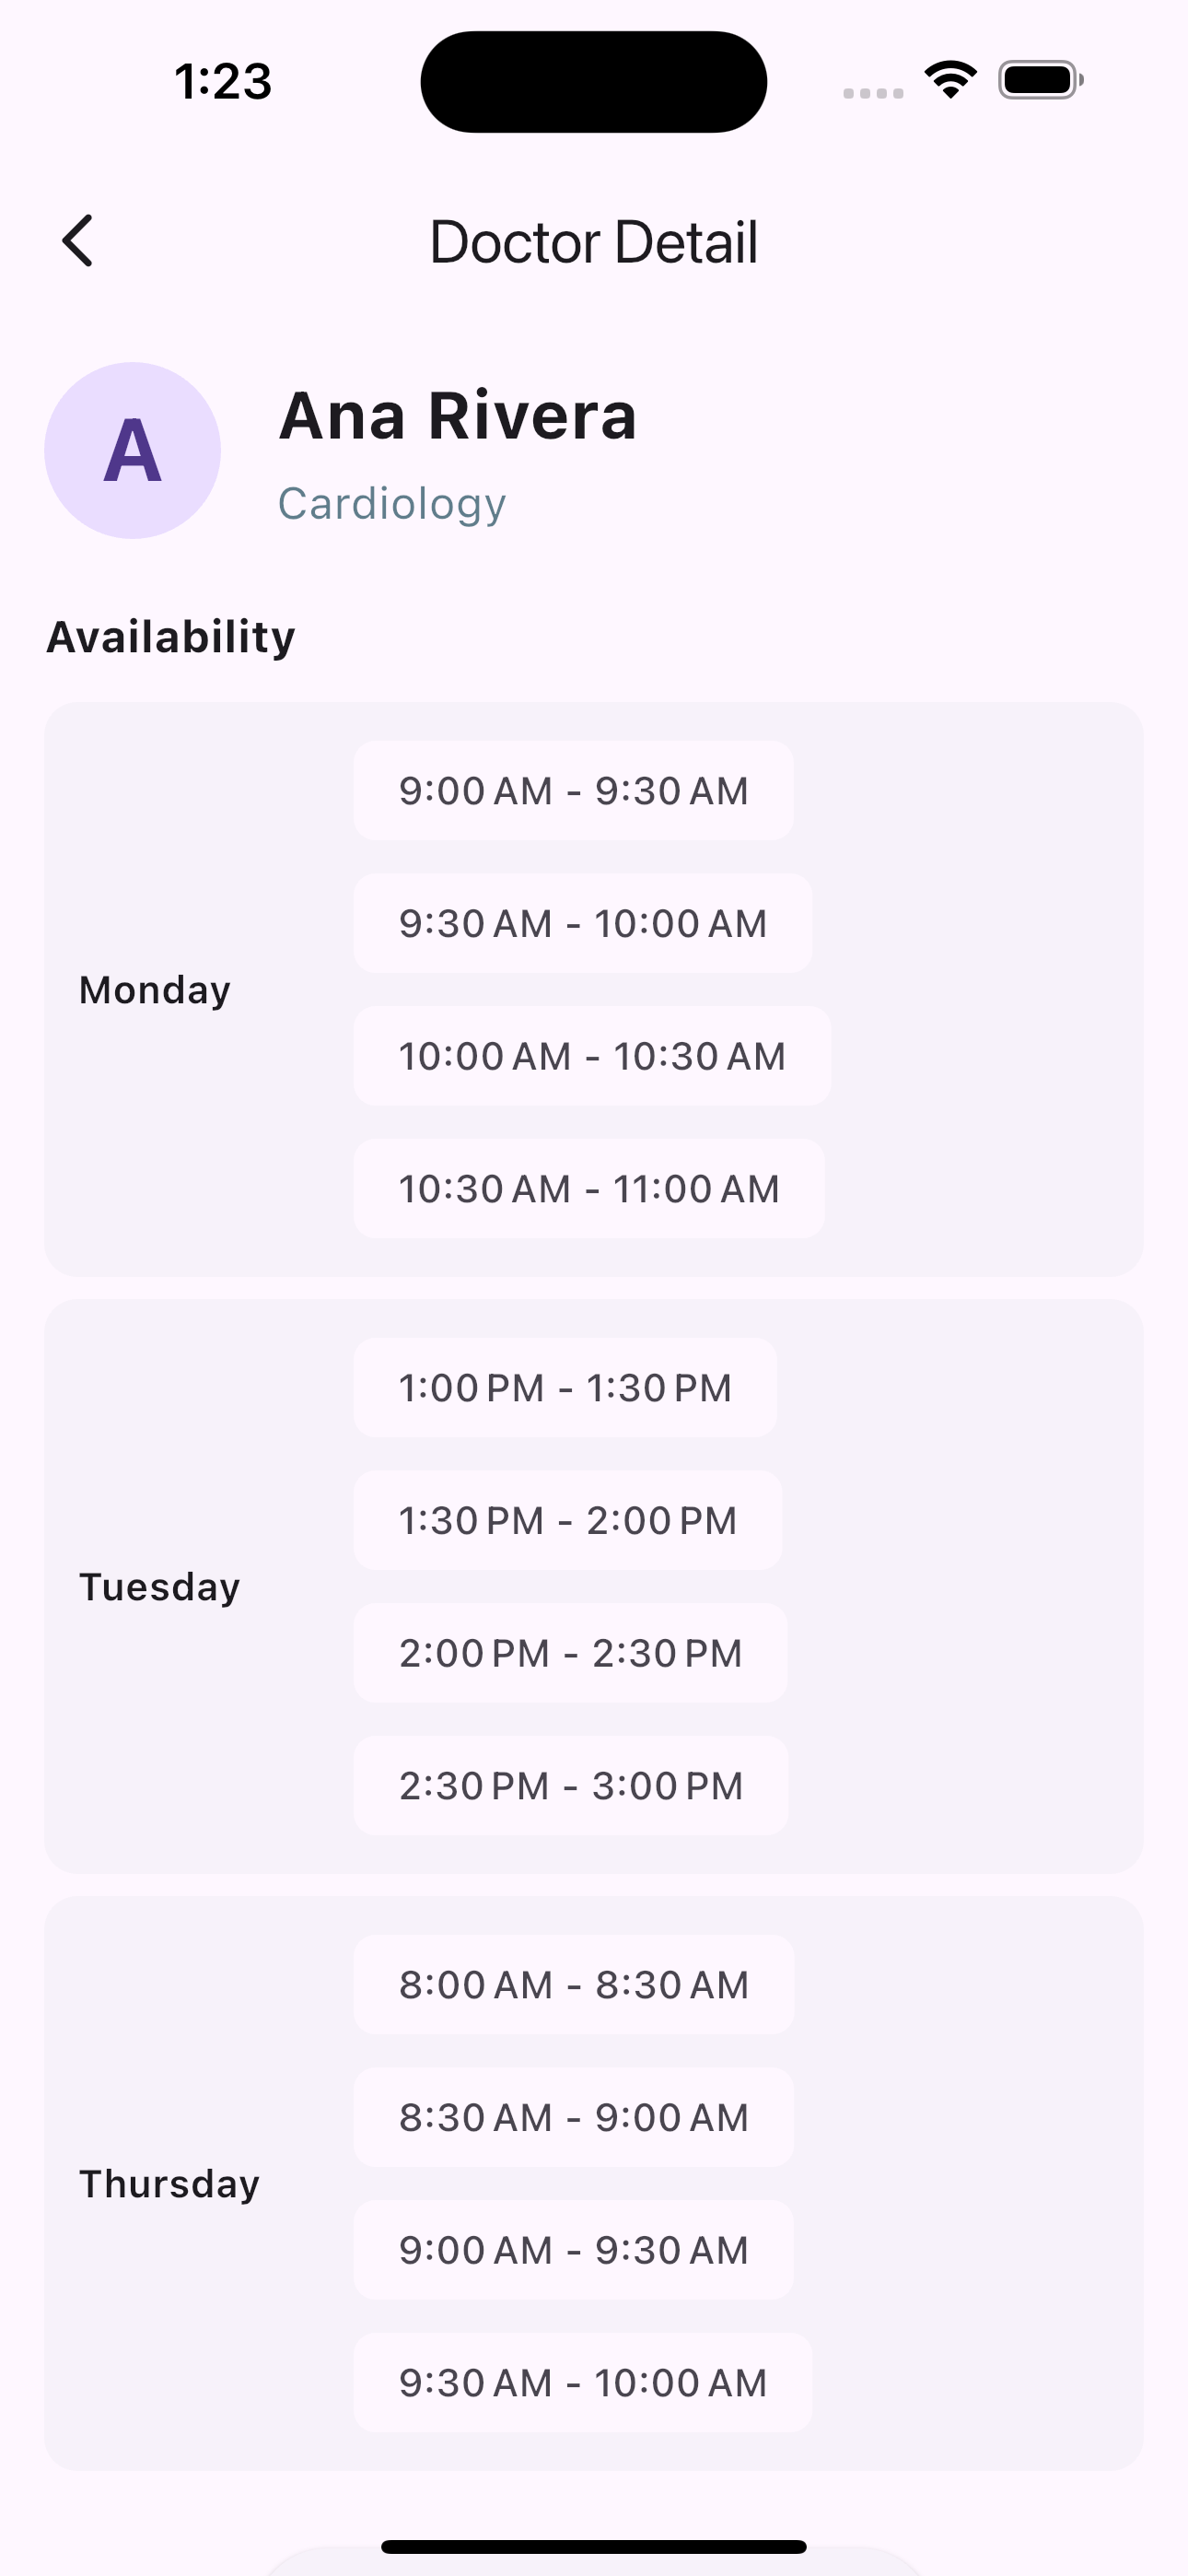 1:23
Doctor Detail
A
Ana Rivera
Cardiology
Availability
Monday
9:00 AM - 9:30 AM
9:30 AM - 10:00 AM
10:00 AM - 10:30 AM
10:30 AM - 11:00 AM
Tuesday
1:00 PM - 1:30 PM
1:30 PM - 2:00 PM
2:00 PM - 2:30 PM
2:30 PM - 3:00 PM
Thursday
8:00 AM - 8:30 AM
8:30 AM - 9:00 AM
9:00 AM - 9:30 AM
9:30 AM - 10:00 AM